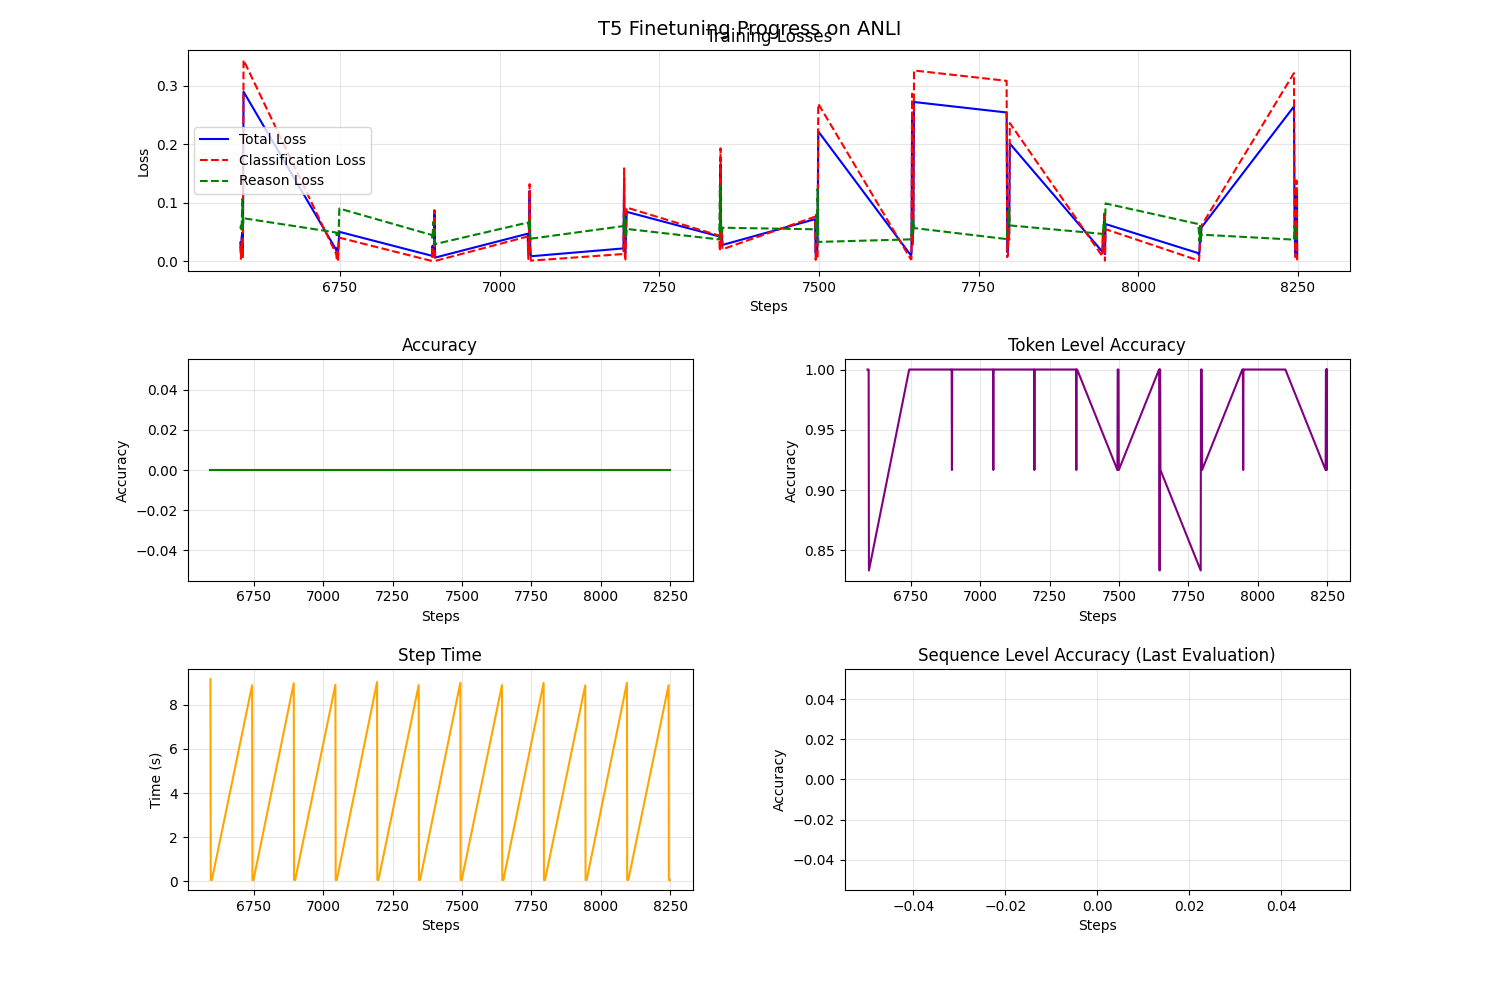 T5 Finetuning Progress on ANLI
Training Losses
Loss
0.3
0.2
0.1
0.0
Total Loss
Classification Loss
Reason Loss
6750 7000 7250 7500 7750 8000 8250
Steps
Accuracy
Accuracy
0.04
0.02
0.00
−0.02
−0.04
6750 7000 7250 7500 7750 8000 8250
Steps
Token Level Accuracy
Accuracy
1.00
0.95
0.90
0.85
6750 7000 7250 7500 7750 8000 8250
Steps
Step Time
Time (s)
8
6
4
2
0
6750 7000 7250 7500 7750 8000 8250
Steps
Sequence Level Accuracy (Last Evaluation)
Accuracy
0.04
0.02
0.00
−0.02
−0.04
−0.04 −0.02 0.00 0.02 0.04
Steps